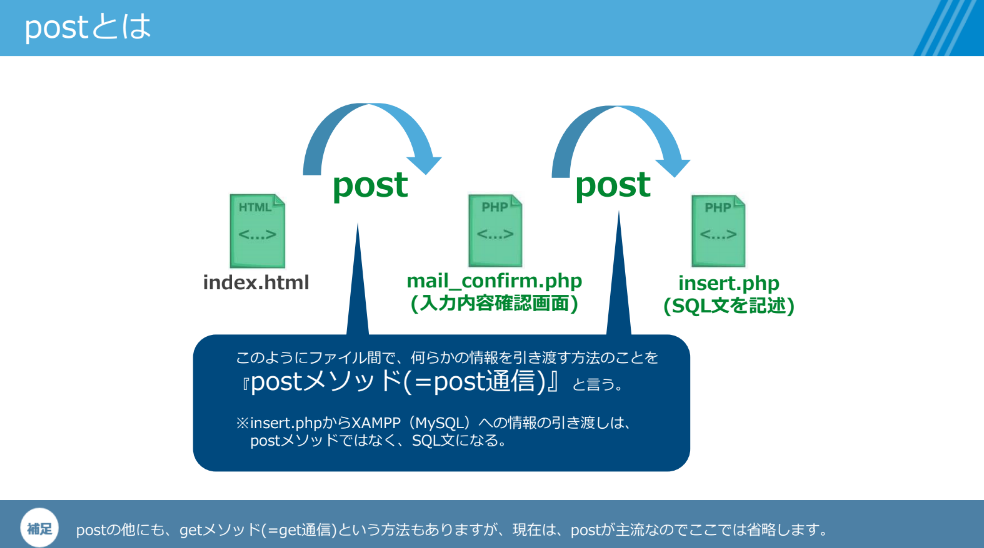 postとは
post
post
HTML
<...>
PHP
<...>
PHP
<...>
index.html
mail_confirm.php
(入力内容確認画面)
insert.php
(SQL文を記述)
このようにファイル間で、何らかの情報を引き渡す方法のことを
『postメソッド(=post通信)』 と言う。
※insert.phpからXAMPP（MySQL）への情報の引き渡しは、
postメソッドではなく、SQL文になる。
補足
postの他にも、getメソッド(=get通信)という方法もありますが、現在は、postが主流なのでここでは省略します。